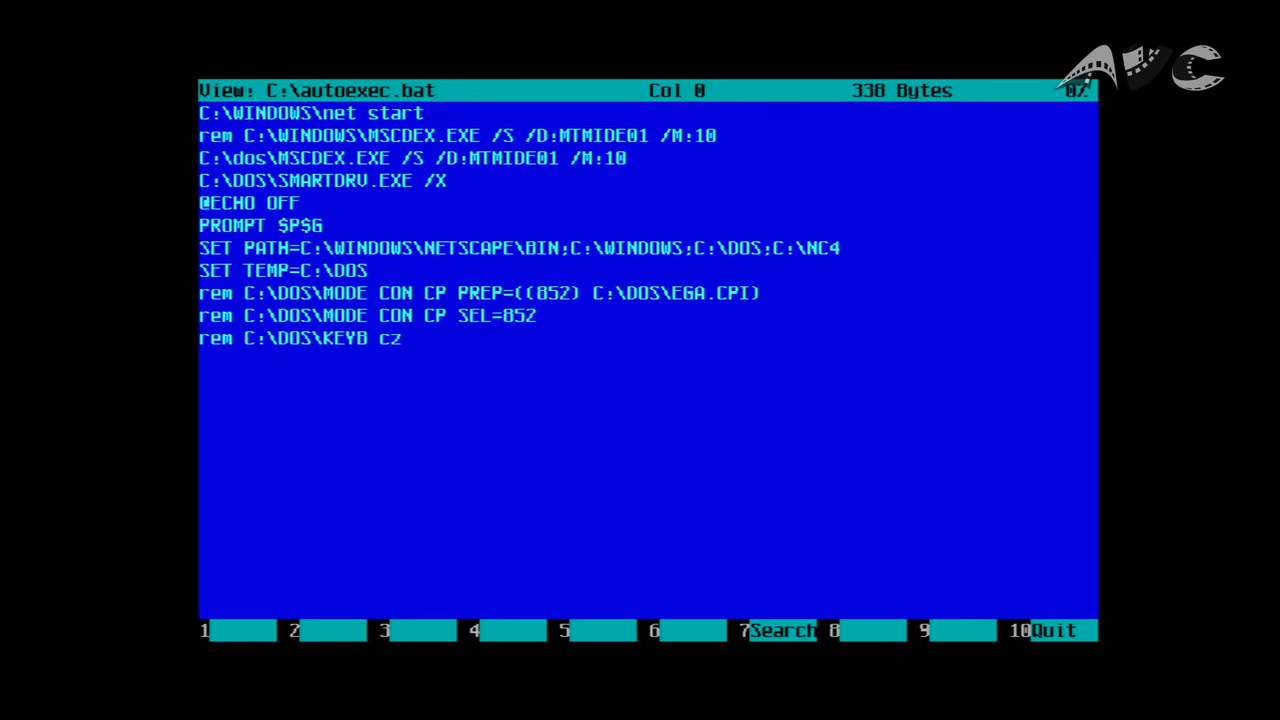 AVC
View: C:\autoexec.bat Col 0 338 Bytes 0%
C:\WINDOWS\net start
rem C:\WINDOWS\MSCDEX.EXE /S /D:MTMIDE01 /M:10
C:\dos\MSCDEX.EXE /S /D:MTMIDE01 /M:10
C:\DOS\SMARTDRV.EXE /X
@ECHO OFF
PROMPT $P$G
SET PATH=C:\WINDOWS\NETSCAPE\BIN;C:\WINDOWS;C:\DOS;C:\NC4
SET TEMP=C:\DOS
rem C:\DOS\MODE CON CP PREP=((852) C:\DOS\EGA.CPI)
rem C:\DOS\MODE CON CP SEL=852
rem C:\DOS\KEYB cz
1 2 3 4 5 6 7Search 8 9 10Quit